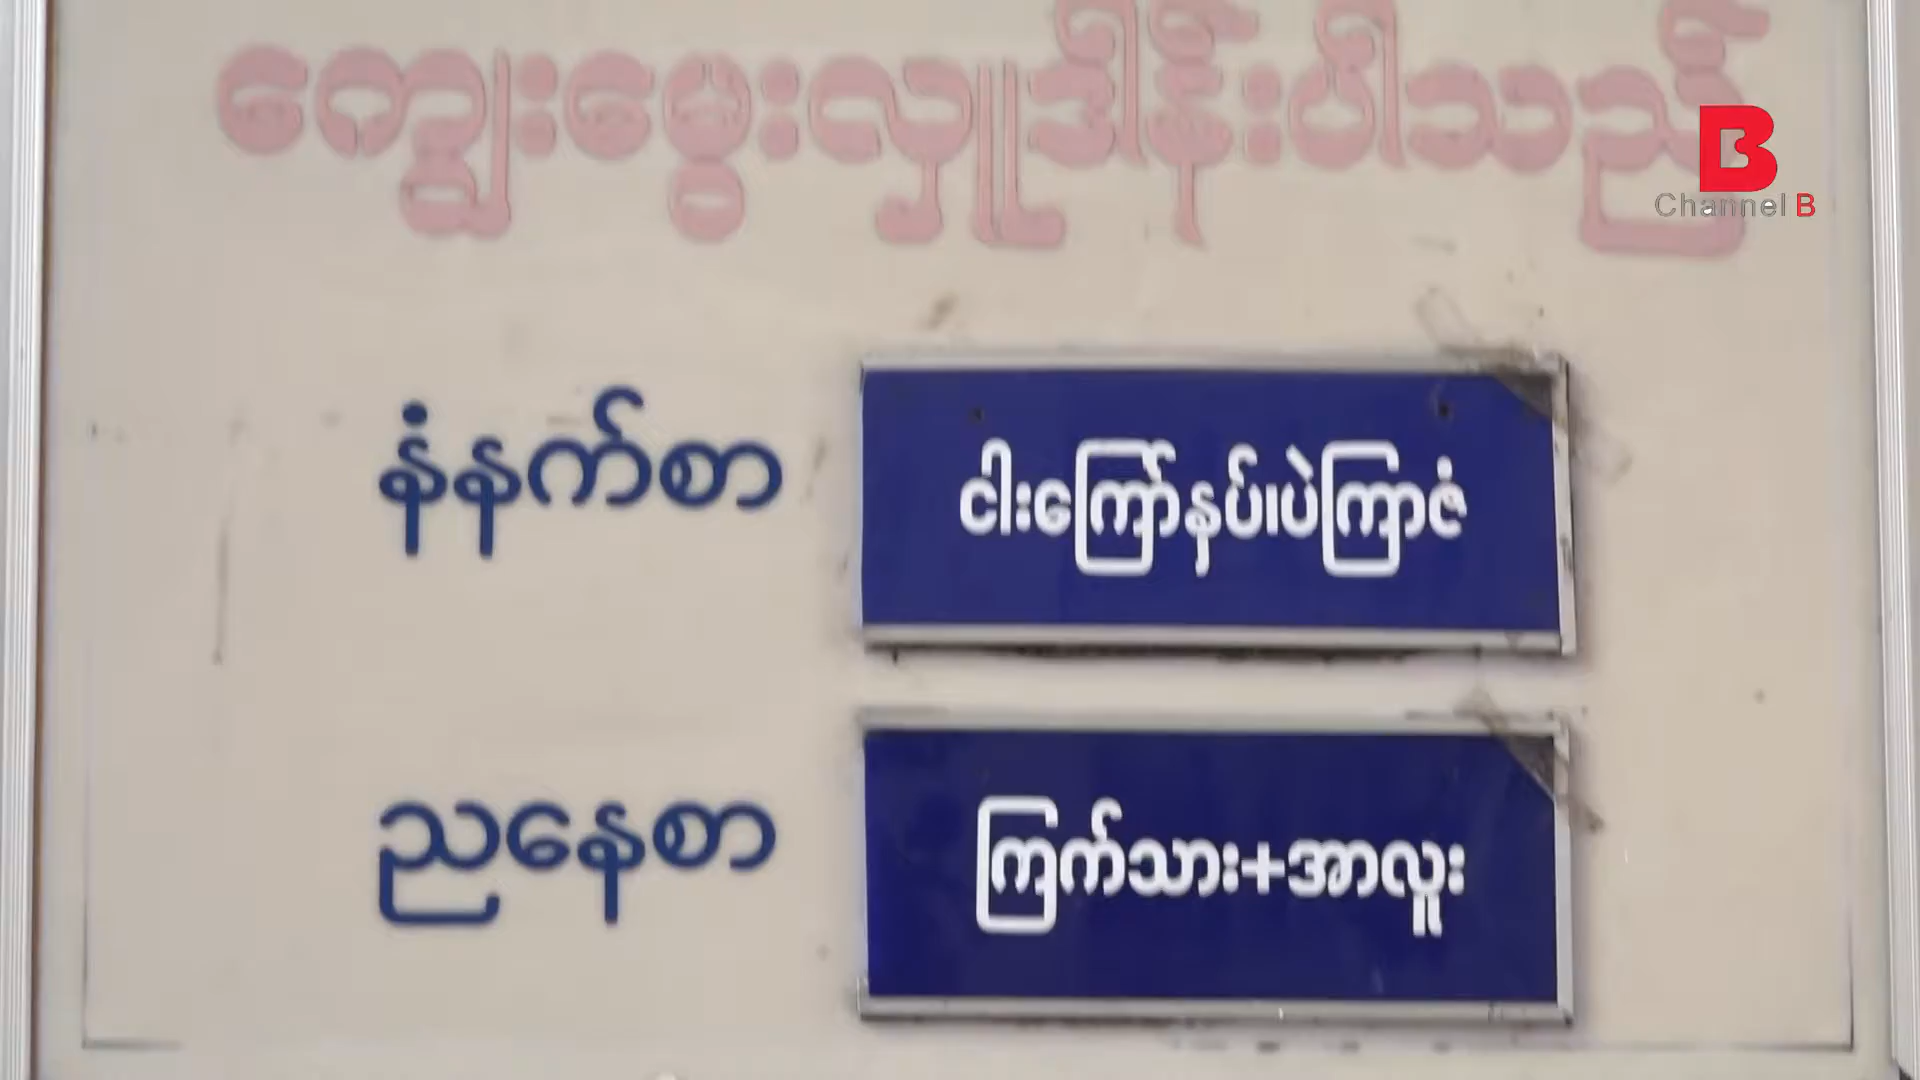 ကျွေးမွေးလှူဒါန်းပါသည်
B
Channel B
နံနက်စာ
ငါးကြော်နှပ်၊ပဲကြာဇံ
ညနေစာ
ကြက်သား+အာလူး